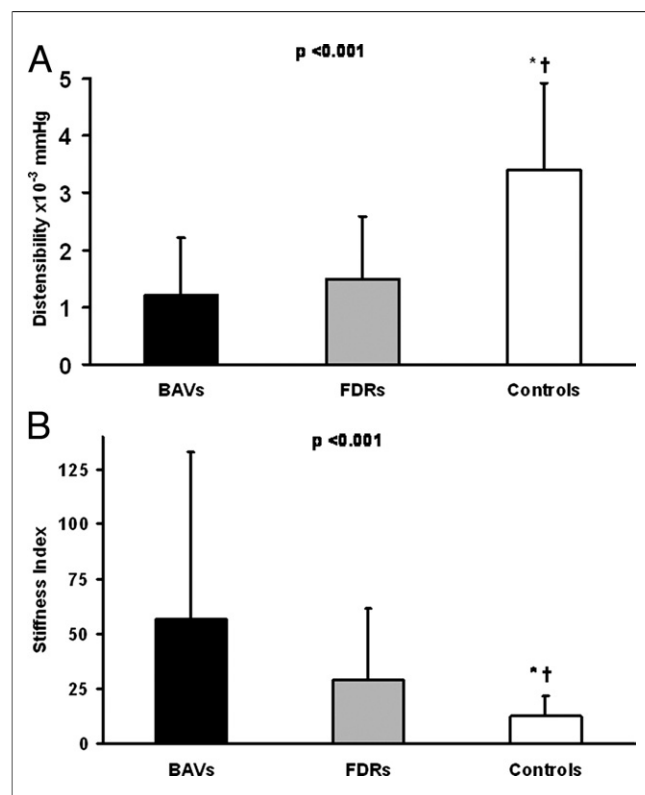 A
p <0.001
* †
5
4
3
2
1
0
Distensibility x10⁻³ mmHg
BAVs FDRs Controls
B
p <0.001
* †
125
100
75
50
25
0
Stiffness Index
BAVs FDRs Controls